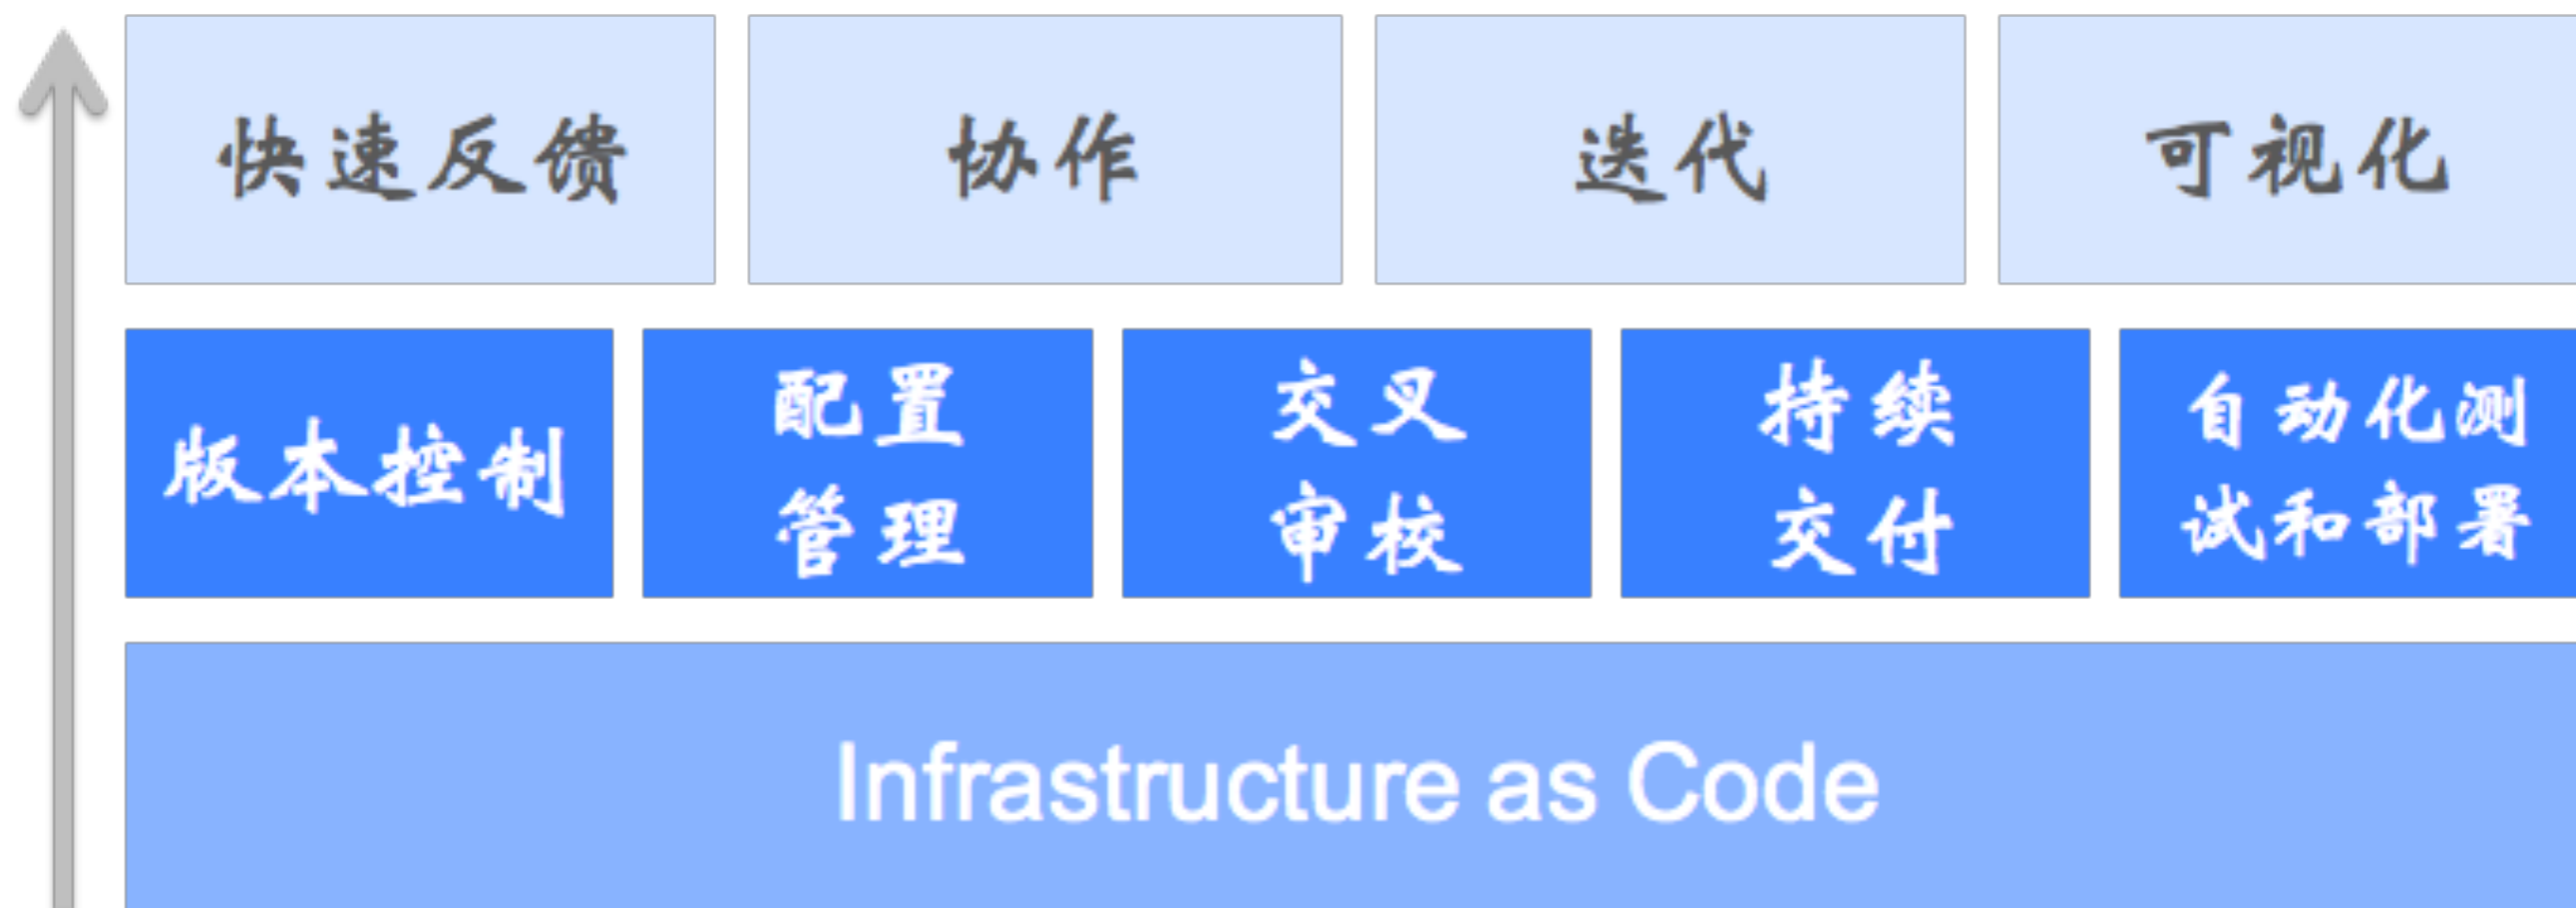 快速反馈
协作
迭代
可视化
版本控制
配置
管理
交叉
审校
持续
交付
自动化测
试和部署
Infrastructure as Code